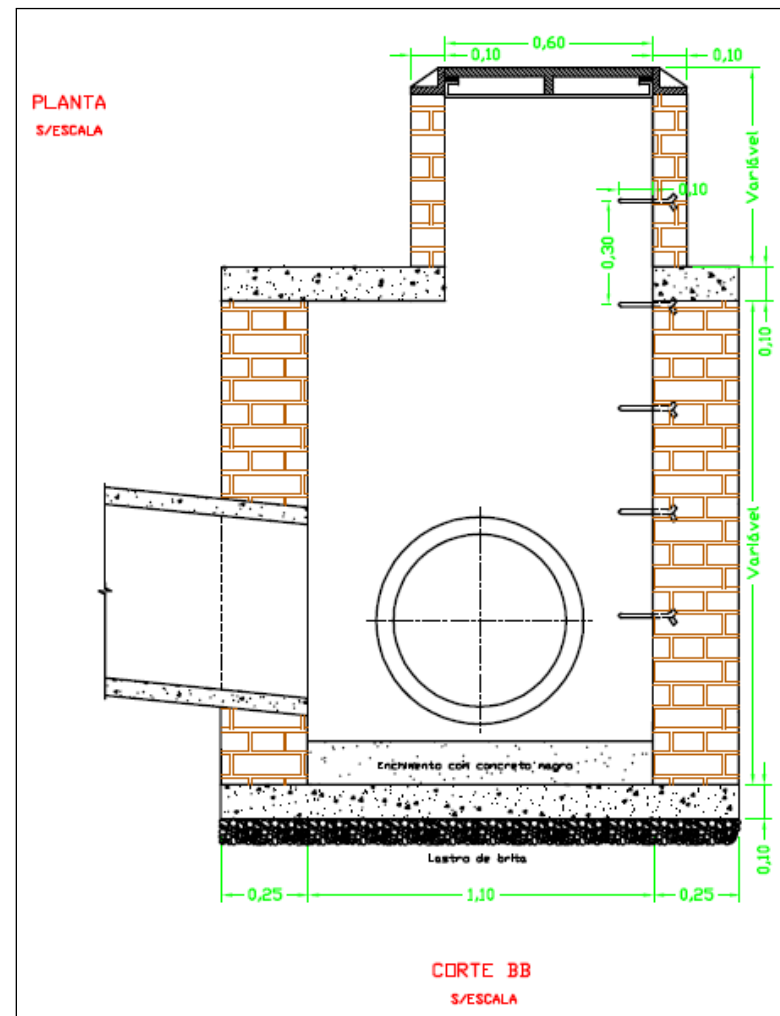 0,60
0,10
0,10
PLANTA
S/ESCALA
Variável
0,10
0,30
0,10
Variável
Enchimento com concreto magro
0,10
Lastro de brita
0,25
1,10
0,25
CORTE BB
S/ESCALA